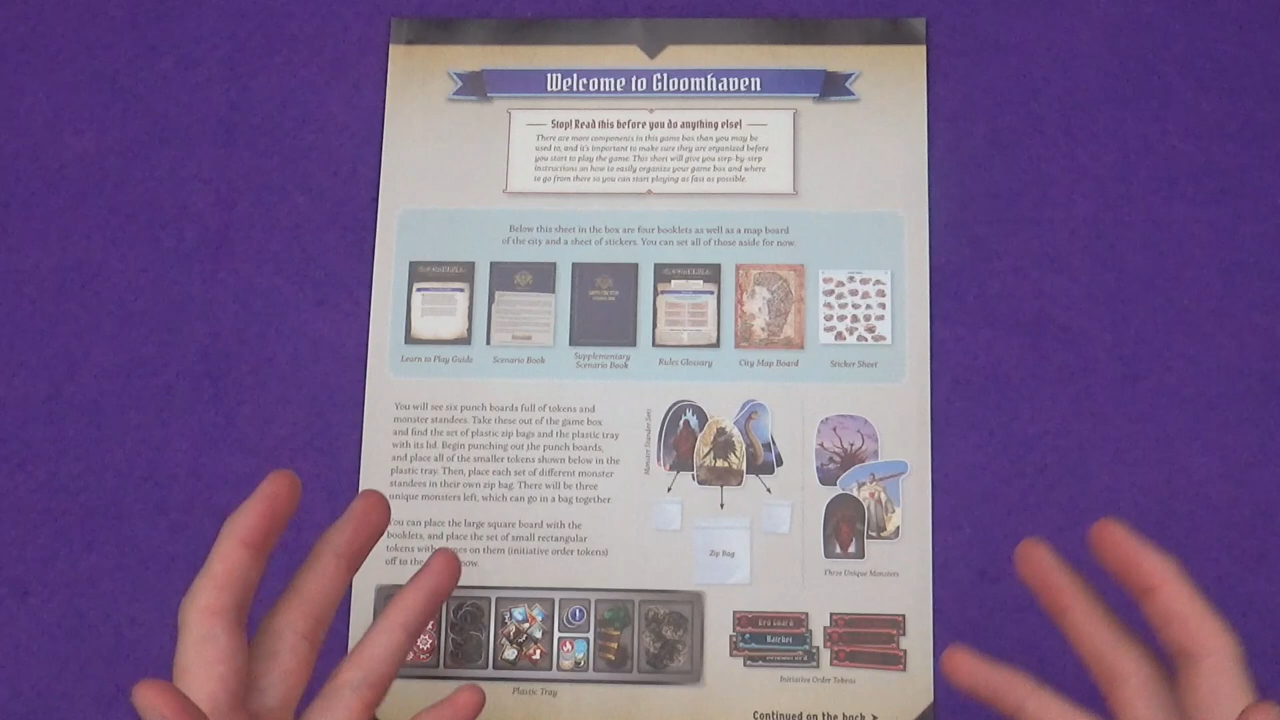 Welcome to Gloomhaven
Stop! Read this before you do anything else!
There are more components in this game box than you may be
used to, and it's important to make sure they are organized before
you start to play the game. This short will give you step-by-step
instructions on how to easily organize your game box and where
to go from there so you can start playing as fast as possible.
Below this sheet in the box are four booklets as well as a map board
of the city and a sheet of stickers. You can set all of those aside for now.
Learn to Play Guide
Scenario Book
Supplementary
Scenario Book
Rules Glossary
City Map Board
Sticker Sheet
You will see six punch boards full of tokens and
monster standees. Take these out of the game box
and find the set of plastic zip bags and the plastic tray
with its lid. Begin punching out the punch boards,
and place all of the smaller tokens shown below in the
plastic tray. Then, place each set of different monster
standees in their own zip bag. There will be three
unique monsters left, which can go in a bag together.
Monster Standee Sets
Zip Bag
Three Unique Monsters
You can place the large square board with the
booklets, and place the set of small rectangular
tokens with on them (initiative order tokens)
off to the
Plastic Tray
Red Guard
Hatchet
Initiative Order Tokens
Continued on the back